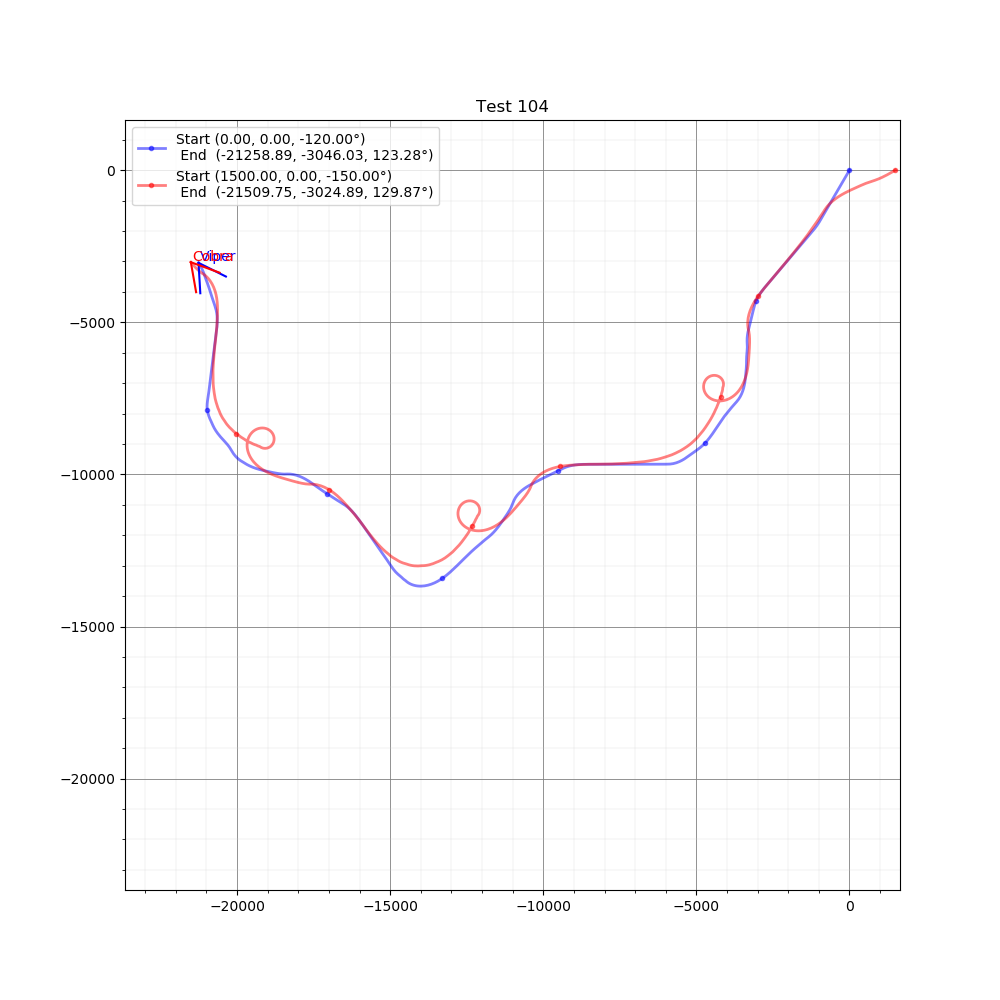 Test 104
Start (0.00, 0.00, -120.00°)
End  (-21258.89, -3046.03, 123.28°)
Start (1500.00, 0.00, -150.00°)
End  (-21509.75, -3024.89, 129.87°)
Viper
0
−5000
−10000
−15000
−20000
−20000 −15000 −10000 −5000 0